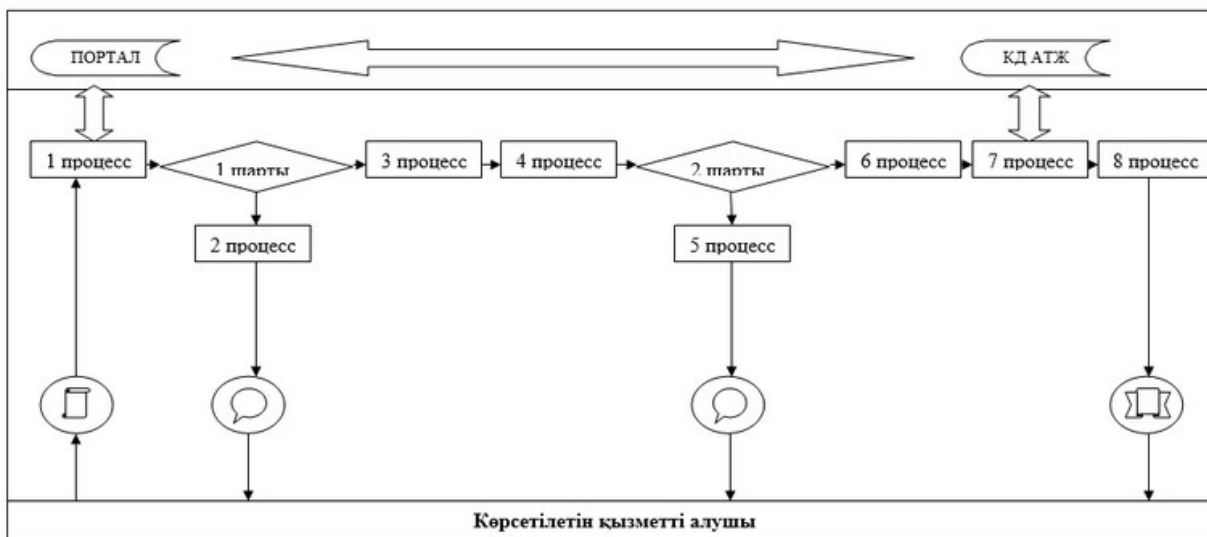 ПОРТАЛ
КД АТЖ
1 процесс
1 шарты
3 процесс
4 процесс
2 шарты
6 процесс
7 процесс
8 процесс
2 процесс
5 процесс
Көрсетілетін қызметті алушы